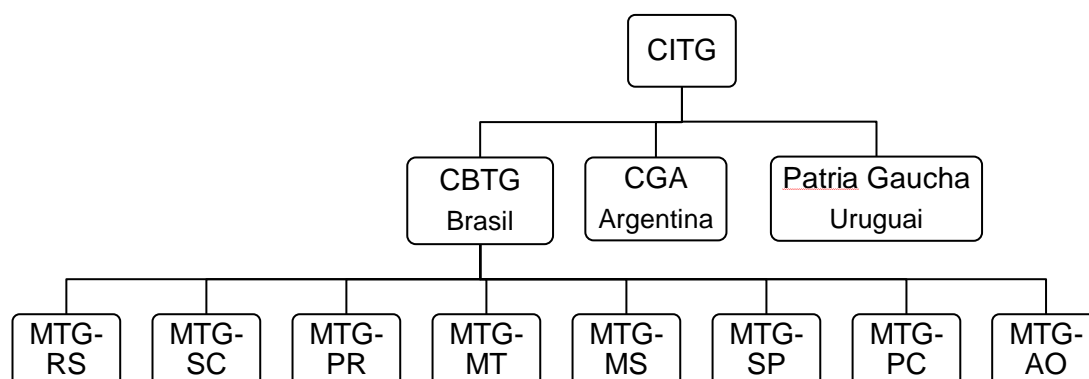 CITG
CBTG
Brasil
CGA
Argentina
Patria Gaucha
Uruguai
MTG-
RS
MTG-
SC
MTG-
PR
MTG-
MT
MTG-
MS
MTG-
SP
MTG-
PC
MTG-
AO